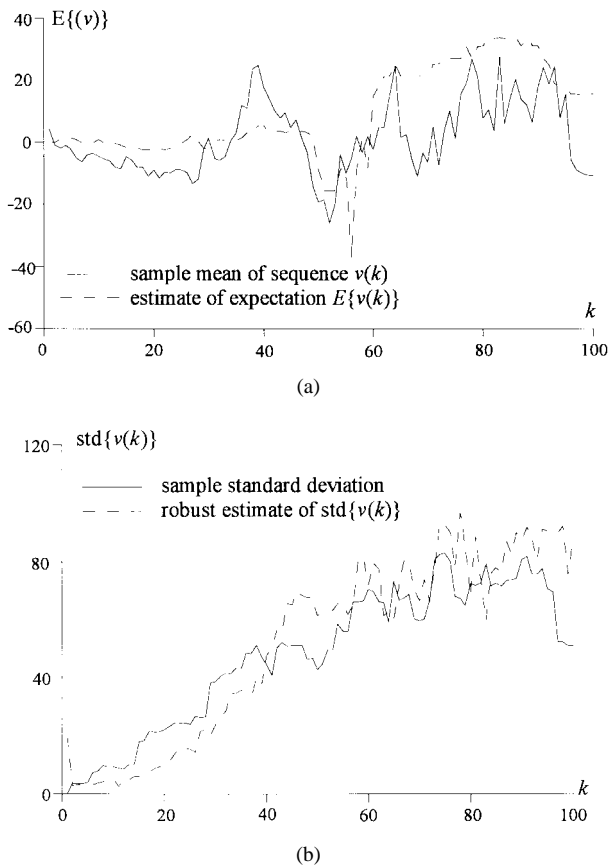 E{(v)}
40
20
0
-20
-40
-60
sample mean of sequence v(k)
estimate of expectation E{v(k)}
k
0 20 40 60 80 100
(a)
std{v(k)}
120
80
40
0
sample standard deviation
robust estimate of std{v(k)}
k
0 20 40 60 80 100
(b)